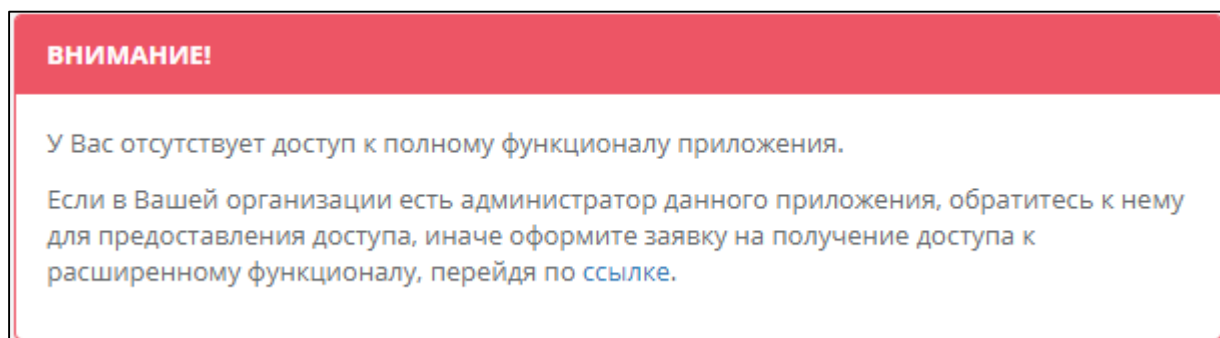 ВНИМАНИЕ!
У Вас отсутствует доступ к полному функционалу приложения.
Если в Вашей организации есть администратор данного приложения, обратитесь к нему
для предоставления доступа, иначе оформите заявку на получение доступа к
расширенному функционалу, перейдя по ссылке.